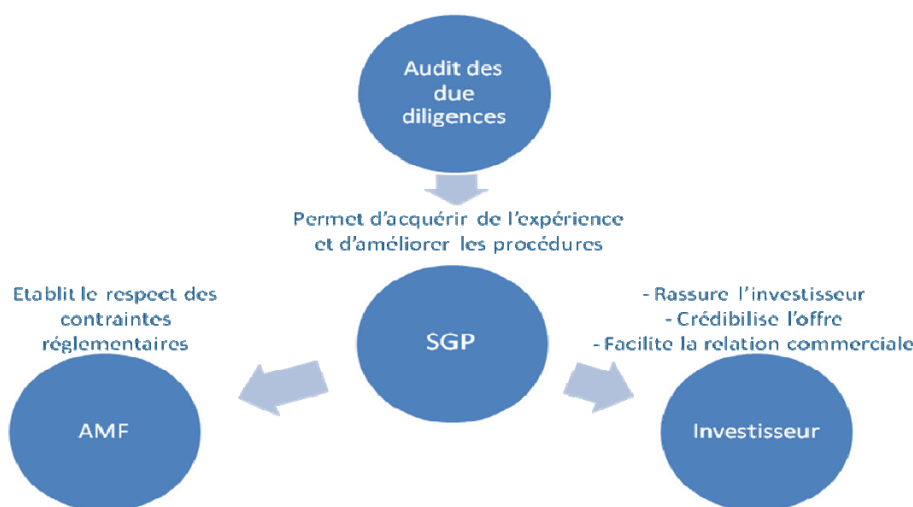 Audit des
due
diligences
Permet d'acquérir de l'expérience
et d'améliorer les procédures
Etablit le respect des
contraintes
réglementaires
- Rassure l'investisseur
- Crédibilise l'offre
- Facilite la relation commerciale
SGP
AMF
Investisseur